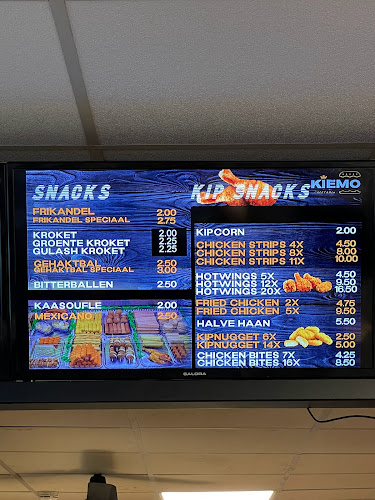 SNACKS
FRIKANDEL 2.00
FRIKANDEL SPECIAAL 2.75
KROKET 2.00
GROENTE KROKET 2.25
GULASH KROKET 2.25
GEHAKTBAL 2.50
GEHAKTBAL SPECIAAL 3.00
BITTERBALLEN 2.50
KAASOUFLE 2.00
MEXICANO 2.50
KIP SNACKS
KIEMO
KIPCORN 2.00
CHICKEN STRIPS 4X 4.50
CHICKEN STRIPS 8X 8.00
CHICKEN STRIPS 11X 10.00
HOTWINGS 5X 4.50
HOTWINGS 12X 9.50
HOTWINGS 20X 16.50
FRIED CHICKEN 2X 4.75
FRIED CHICKEN 5X 9.50
HALVE HAAN 5.50
KIPNUGGET 6X 2.50
KIPNUGGET 14X 5.00
CHICKEN BITES 7X 4.25
CHICKEN BITES 16X 8.50
SALORA